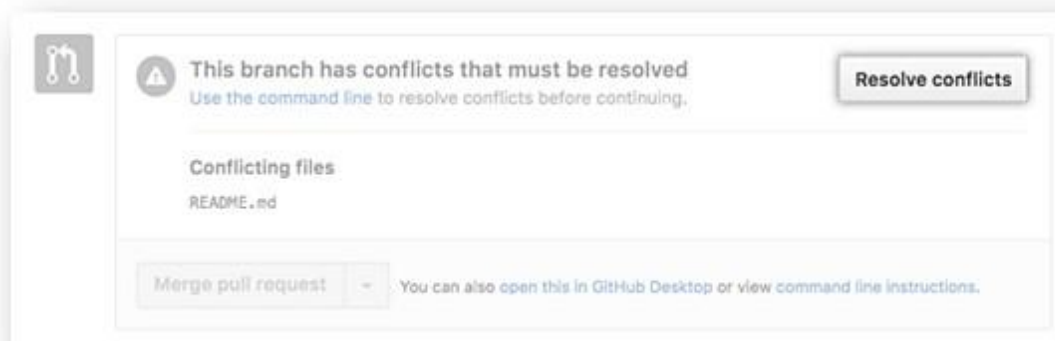 This branch has conflicts that must be resolved
Resolve conflicts
Use the command line to resolve conflicts before continuing.
Conflicting files
README.md
Merge pull request
You can also open this in GitHub Desktop or view command line instructions.